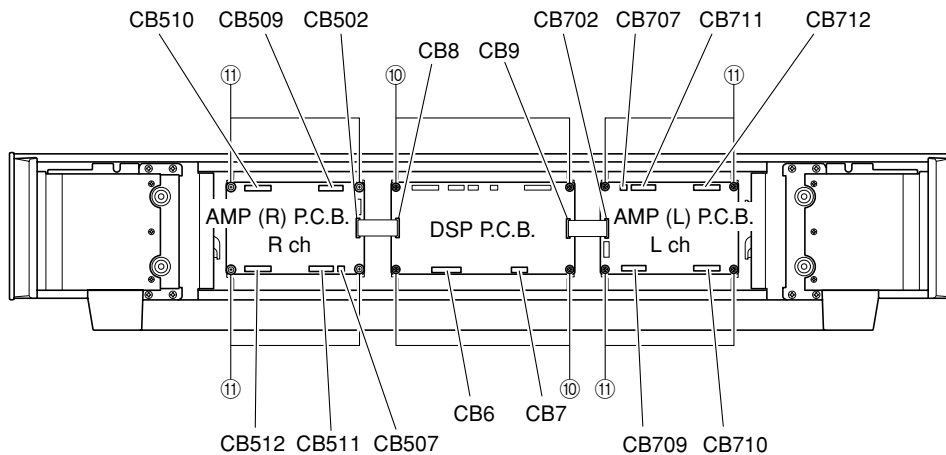 CB510 CB509 CB502 CB702 CB707 CB711 CB712
CB8 CB9
⑪ ⑩ ⑪
AMP (R) P.C.B.
R ch
DSP P.C.B.
AMP (L) P.C.B.
L ch
⑪ ⑩ ⑪
CB6 CB7
CB512 CB511 CB507 CB709 CB710